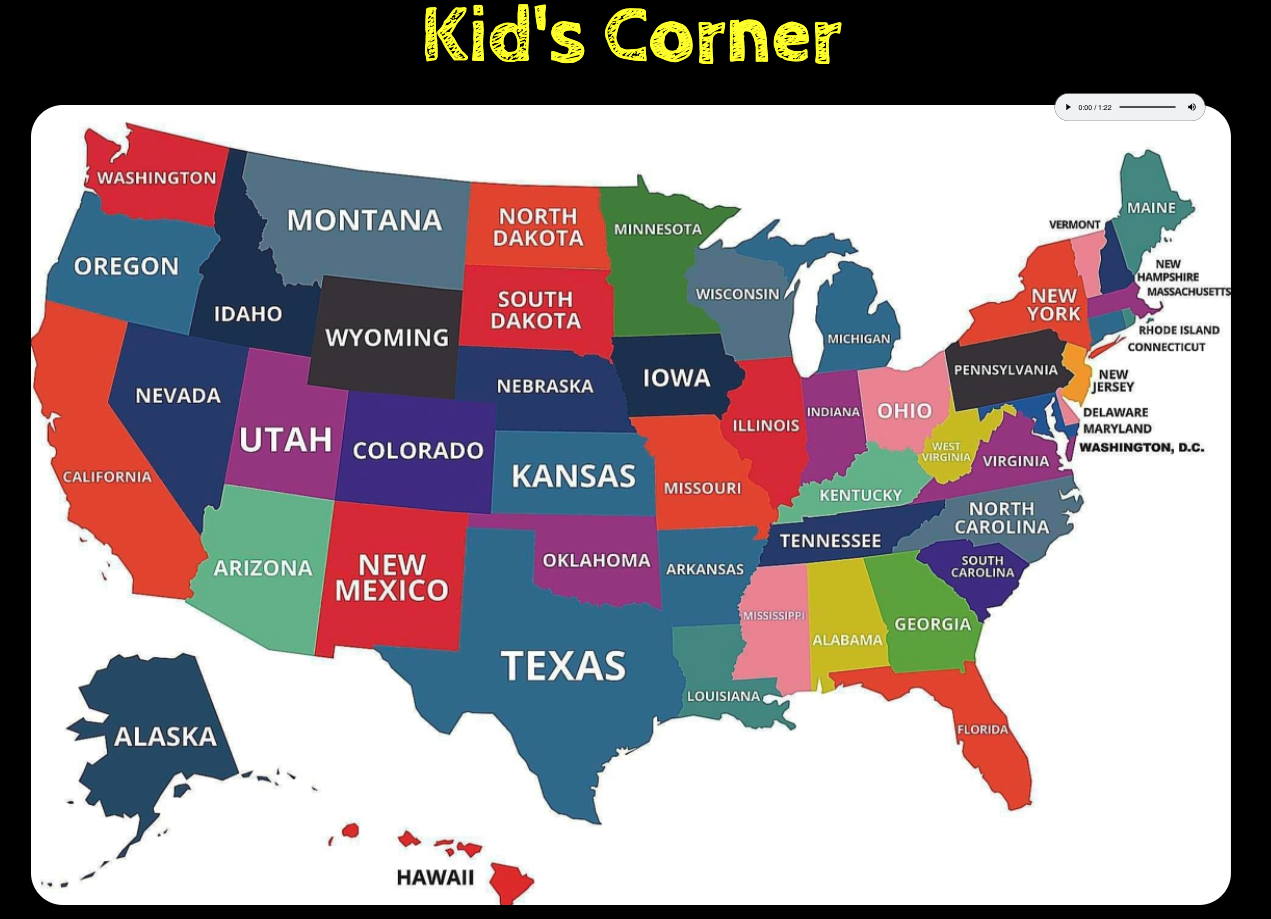 Kid's Corner
0:00 / 1:22
WASHINGTON
MONTANA
NORTH
DAKOTA
MINNESOTA
MAINE
VERMONT
OREGON
NEW
HAMPSHIRE
MASSACHUSETTS
IDAHO
WYOMING
SOUTH
DAKOTA
WISCONSIN
MICHIGAN
NEW
YORK
RHODE ISLAND
CONNECTICUT
NEVADA
UTAH
COLORADO
NEBRASKA
IOWA
ILLINOIS
INDIANA
OHIO
PENNSYLVANIA
NEW
JERSEY
DELAWARE
MARYLAND
WASHINGTON, D.C.
WEST
VIRGINIA
VIRGINIA
CALIFORNIA
KANSAS
MISSOURI
KENTUCKY
NORTH
CAROLINA
ARIZONA
NEW
MEXICO
OKLAHOMA
ARKANSAS
TENNESSEE
SOUTH
CAROLINA
MISSISSIPPI
ALABAMA
GEORGIA
TEXAS
LOUISIANA
FLORIDA
ALASKA
HAWAII